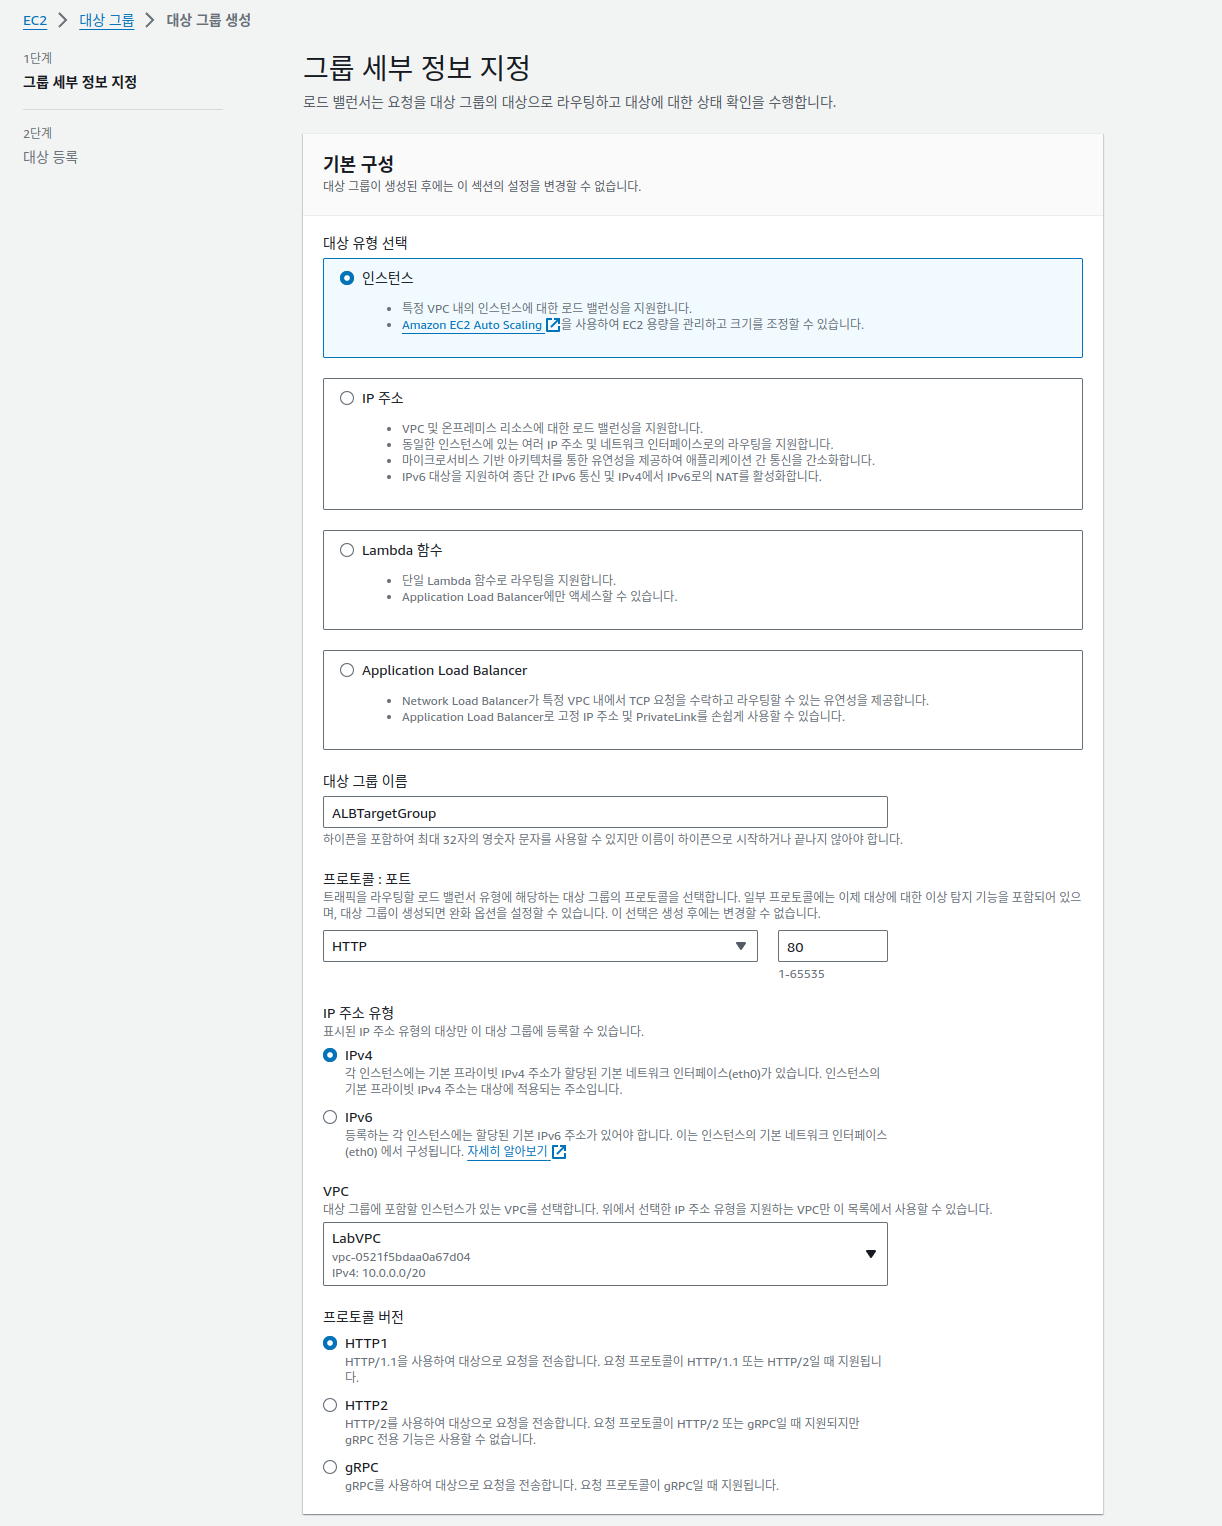 EC2 > 대상 그룹 > 대상 그룹 생성
1단계
그룹 세부 정보 지정
2단계
대상 등록
그룹 세부 정보 지정
로드 밸런서는 요청을 대상 그룹의 대상으로 라우팅하고 대상에 대한 상태 확인을 수행합니다.
기본 구성
대상 그룹이 생성된 후에는 이 섹션의 설정을 변경할 수 없습니다.
대상 유형 선택
인스턴스
특정 VPC 내의 인스턴스에 대한 로드 밸런싱을 지원합니다.
Amazon EC2 Auto Scaling 을 사용하여 EC2 용량을 관리하고 크기를 조정할 수 있습니다.
IP 주소
VPC 및 온프레미스 리소스에 대한 로드 밸런싱을 지원합니다.
동일한 인스턴스에 있는 여러 IP 주소 및 네트워크 인터페이스로의 라우팅을 지원합니다.
마이크로서비스 기반 아키텍처를 통한 유연성을 제공하여 애플리케이션 간 통신을 간소화합니다.
IPv6 대상을 지원하여 종단 간 IPv6 통신 및 IPv4에서 IPv6로의 NAT를 활성화합니다.
Lambda 함수
단일 Lambda 함수로 라우팅을 지원합니다.
Application Load Balancer에만 액세스할 수 있습니다.
Application Load Balancer
Network Load Balancer가 특정 VPC 내에서 TCP 요청을 수락하고 라우팅할 수 있는 유연성을 제공합니다.
Application Load Balancer로 고정 IP 주소 및 PrivateLink를 손쉽게 사용할 수 있습니다.
대상 그룹 이름
ALBTargetGroup
하이픈을 포함하여 최대 32자의 영숫자 문자를 사용할 수 있지만 이름이 하이픈으로 시작하거나 끝나지 않아야 합니다.
프로토콜 : 포트
트래픽을 라우팅할 로드 밸런서 유형에 해당하는 대상 그룹의 프로토콜을 선택합니다. 일부 프로토콜에는 이제 대상에 대한 이상 탐지 기능을 포함되어 있으
며, 대상 그룹이 생성되면 완화 옵션을 설정할 수 있습니다. 이 선택은 생성 후에는 변경할 수 없습니다.
HTTP 80
1-65535
IP 주소 유형
표시된 IP 주소 유형의 대상만 이 대상 그룹에 등록할 수 있습니다.
IPv4
각 인스턴스에는 기본 프라이빗 IPv4 주소가 할당된 기본 네트워크 인터페이스(eth0)가 있습니다. 인스턴스의
기본 프라이빗 IPv4 주소는 대상에 적용되는 주소입니다.
IPv6
등록하는 각 인스턴스에는 할당된 기본 IPv6 주소가 있어야 합니다. 이는 인스턴스의 기본 네트워크 인터페이스
(eth0) 에서 구성됩니다. 자세히 알아보기
VPC
대상 그룹에 포함할 인스턴스가 있는 VPC를 선택합니다. 위에서 선택한 IP 주소 유형을 지원하는 VPC만 이 목록에서 사용할 수 있습니다.
LabVPC
vpc-0521f5bdaa0a67d04
IPv4: 10.0.0.0/20
프로토콜 버전
HTTP1
HTTP/1.1을 사용하여 대상으로 요청을 전송합니다. 요청 프로토콜이 HTTP/1.1 또는 HTTP/2일 때 지원됩니
다.
HTTP2
HTTP/2를 사용하여 대상으로 요청을 전송합니다. 요청 프로토콜이 HTTP/2 또는 gRPC일 때 지원되지만
gRPC 전용 기능은 사용할 수 없습니다.
gRPC
gRPC를 사용하여 대상으로 요청을 전송합니다. 요청 프로토콜이 gRPC일 때 지원됩니다.